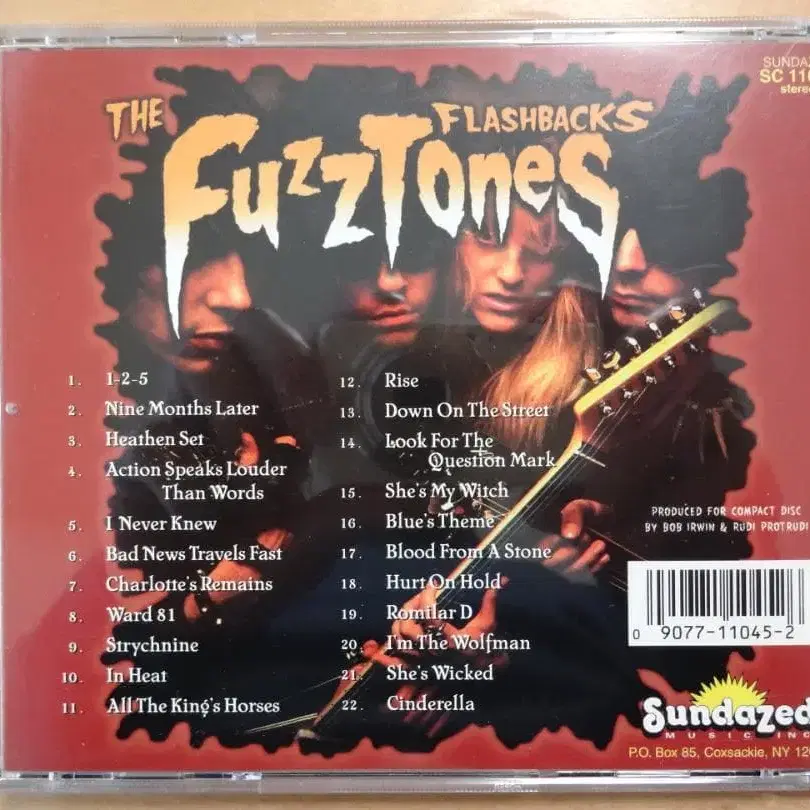 THE
FLASHBACKS
FuzzTones
SC
stereo
1. 1-2-5
2. Nine Months Later
3. Heathen Set
4. Action Speaks Louder
Than Words
5. I Never Knew
6. Bad News Travels Fast
7. Charlotte's Remains
8. Ward 81
9. Strychnine
10. In Heat
11. All The King's Horses
12. Rise
13. Down On The Street
14. Look For The
Question Mark
15. She's My Witch
16. Blue's Theme
17. Blood From A Stone
18. Hurt On Hold
19. Romilar D
20. I'm The Wolfman
21. She's Wicked
22. Cinderella
PRODUCED FOR COMPACT DISC
BY BOB IRWIN & RUDI PROTRUDI
0 9077-11045-2
Sundazed
MUSIC INC
P.O. Box 85, Coxsackie, NY